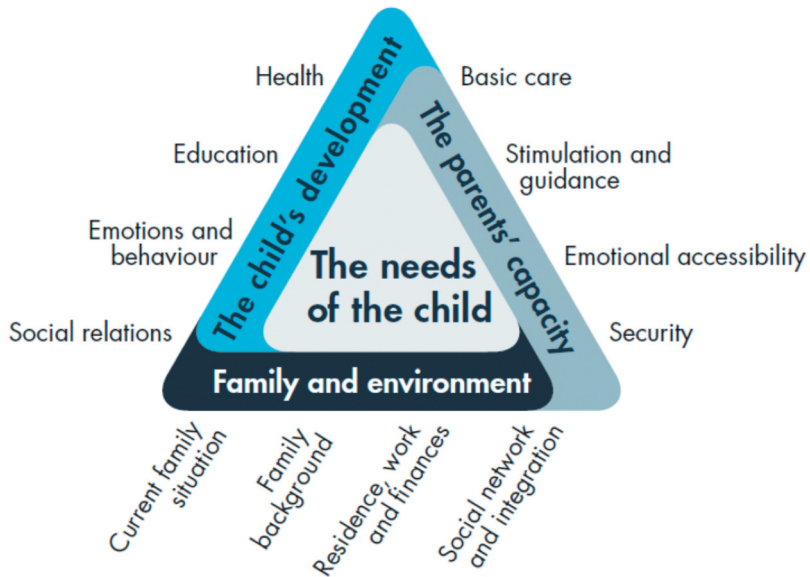 Health
Education
Emotions and
behaviour
Social relations
The child's development
The needs
of the child
The parents' capacity
Basic care
Stimulation and
guidance
Emotional accessibility
Security
Family and environment
Current family
situation
Family
background
Residence, work
and finances
Social network
and integration